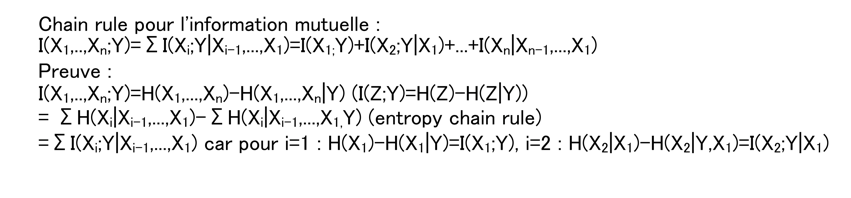 Chain rule pour l'information mutuelle :
I(X₁,..,Xₙ;Y)= Σ I(Xᵢ;Y|Xᵢ₋₁,...,X₁)=I(X₁;Y)+I(X₂;Y|X₁)+...+I(Xₙ|Xₙ₋₁,...,X₁)
Preuve :
I(X₁,..,Xₙ;Y)=H(X₁,...,Xₙ)-H(X₁,...,Xₙ|Y) (I(Z;Y)=H(Z)-H(Z|Y))
= Σ H(Xᵢ|Xᵢ₋₁,...,X₁)- Σ H(Xᵢ|Xᵢ₋₁,...,X₁,Y) (entropy chain rule)
= Σ I(Xᵢ;Y|Xᵢ₋₁,...,X₁) car pour i=1 : H(X₁)-H(X₁|Y)=I(X₁;Y), i=2 : H(X₂|X₁)-H(X₂|Y,X₁)=I(X₂;Y|X₁)